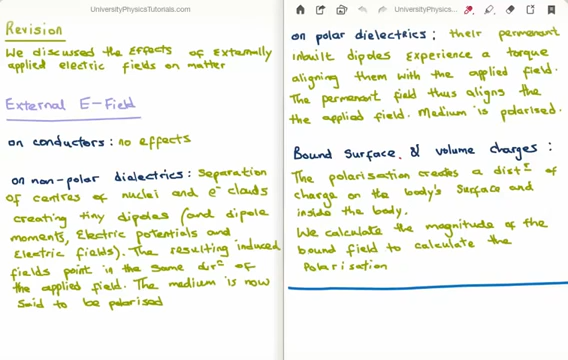 UniversityPhysicsTutorials.com
Revision
We discussed the Effects of Externally
applied electric fields on matter
External E-Field
on conductors: no effects
on non-polar dialectrics: Separation
of centres of nuclei and e⁻ clouds
creating tiny dipoles (and dipole
moments, Electric potentials and
Electric fields). The resulting induced
fields point in the same dirⁿ of
the applied field. The medium is now
said to be polarised
UniversityPhysics...
on polar dielectrics; their permanent
inbuilt dipoles experience a torque
aligning them with the applied field.
The permanent field thus aligns the
the applied field. Medium is polarised.
Bound Surface & volume charges:
The polarisation creates a distⁿ of
charge on the body's surface and
inside the body.
We calculate the magnitude of the
bound field to calculate the
Polarisation